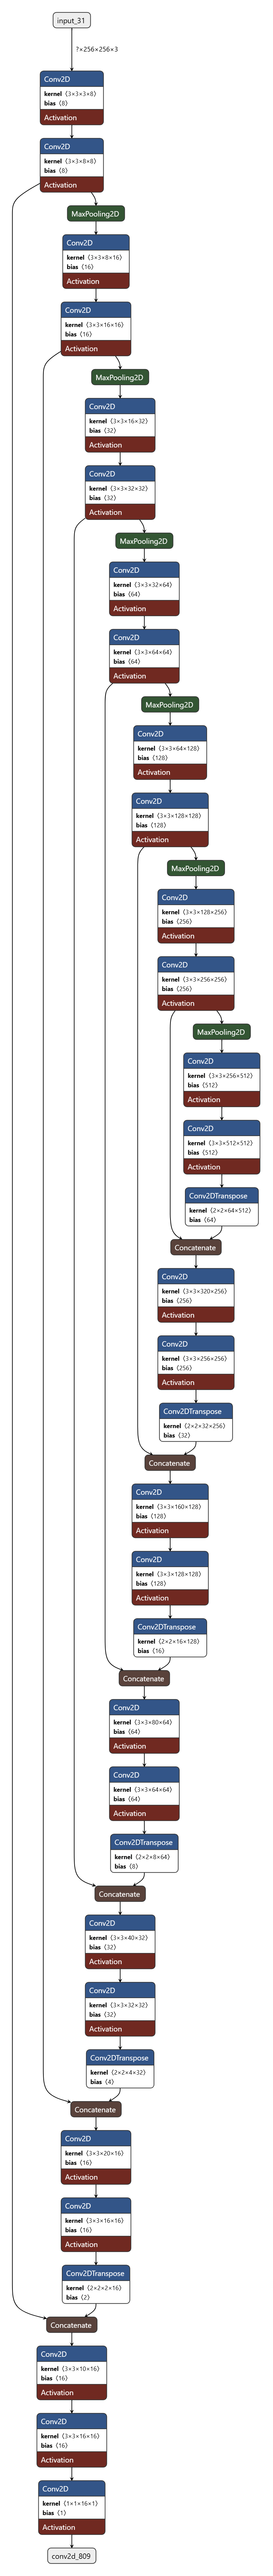 input_31
?×256×256×3
Conv2D
kernel ⟨3×3×3×8⟩
bias ⟨8⟩
Activation
Conv2D
kernel ⟨3×3×8×8⟩
bias ⟨8⟩
Activation
MaxPooling2D
Conv2D
kernel ⟨3×3×8×16⟩
bias ⟨16⟩
Activation
Conv2D
kernel ⟨3×3×16×16⟩
bias ⟨16⟩
Activation
MaxPooling2D
Conv2D
kernel ⟨3×3×16×32⟩
bias ⟨32⟩
Activation
Conv2D
kernel ⟨3×3×32×32⟩
bias ⟨32⟩
Activation
MaxPooling2D
Conv2D
kernel ⟨3×3×32×64⟩
bias ⟨64⟩
Activation
Conv2D
kernel ⟨3×3×64×64⟩
bias ⟨64⟩
Activation
MaxPooling2D
Conv2D
kernel ⟨3×3×64×128⟩
bias ⟨128⟩
Activation
Conv2D
kernel ⟨3×3×128×128⟩
bias ⟨128⟩
Activation
MaxPooling2D
Conv2D
kernel ⟨3×3×128×256⟩
bias ⟨256⟩
Activation
Conv2D
kernel ⟨3×3×256×256⟩
bias ⟨256⟩
Activation
MaxPooling2D
Conv2D
kernel ⟨3×3×256×512⟩
bias ⟨512⟩
Activation
Conv2D
kernel ⟨3×3×512×512⟩
bias ⟨512⟩
Activation
Conv2DTranspose
kernel ⟨2×2×64×512⟩
bias ⟨64⟩
Concatenate
Conv2D
kernel ⟨3×3×320×256⟩
bias ⟨256⟩
Activation
Conv2D
kernel ⟨3×3×256×256⟩
bias ⟨256⟩
Activation
Conv2DTranspose
kernel ⟨2×2×32×256⟩
bias ⟨32⟩
Concatenate
Conv2D
kernel ⟨3×3×160×128⟩
bias ⟨128⟩
Activation
Conv2D
kernel ⟨3×3×128×128⟩
bias ⟨128⟩
Activation
Conv2DTranspose
kernel ⟨2×2×16×128⟩
bias ⟨16⟩
Concatenate
Conv2D
kernel ⟨3×3×80×64⟩
bias ⟨64⟩
Activation
Conv2D
kernel ⟨3×3×64×64⟩
bias ⟨64⟩
Activation
Conv2DTranspose
kernel ⟨2×2×8×64⟩
bias ⟨8⟩
Concatenate
Conv2D
kernel ⟨3×3×40×32⟩
bias ⟨32⟩
Activation
Conv2D
kernel ⟨3×3×32×32⟩
bias ⟨32⟩
Activation
Conv2DTranspose
kernel ⟨2×2×4×32⟩
bias ⟨4⟩
Concatenate
Conv2D
kernel ⟨3×3×20×16⟩
bias ⟨16⟩
Activation
Conv2D
kernel ⟨3×3×16×16⟩
bias ⟨16⟩
Activation
Conv2DTranspose
kernel ⟨2×2×2×16⟩
bias ⟨2⟩
Concatenate
Conv2D
kernel ⟨3×3×10×16⟩
bias ⟨16⟩
Activation
Conv2D
kernel ⟨3×3×16×16⟩
bias ⟨16⟩
Activation
Conv2D
kernel ⟨1×1×16×1⟩
bias ⟨1⟩
Activation
conv2d_809